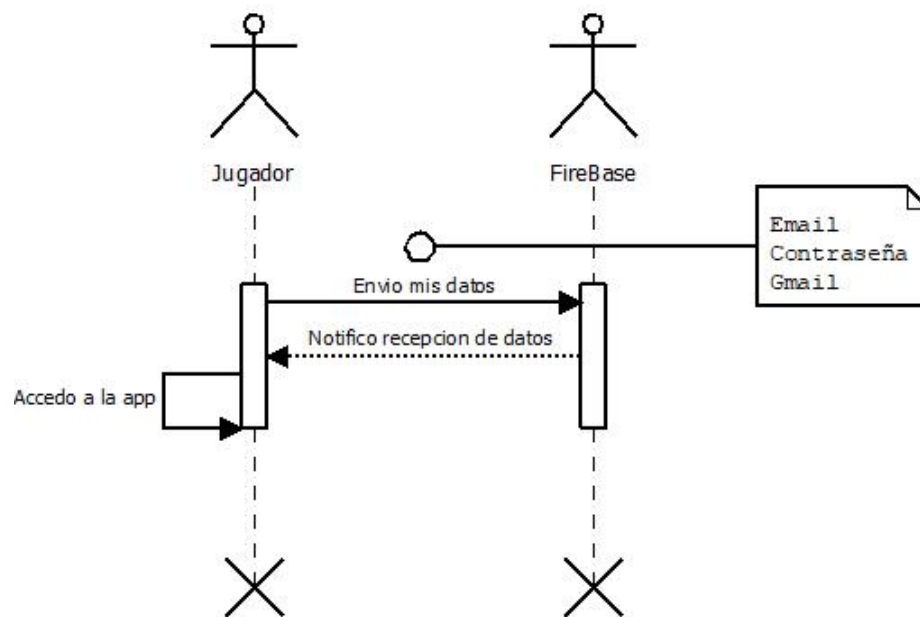 Jugador
FireBase
Email
Contraseña
Gmail
Envio mis datos
Notifico recepcion de datos
Accedo a la app